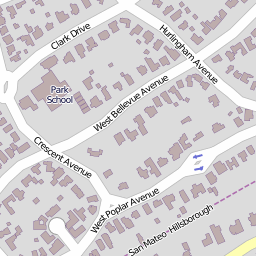 Clark Drive
Hurlingham Avenue
Park
School
West Bellevue Avenue
Crescent Avenue
West Poplar Avenue
San Mateo-Hillsborough